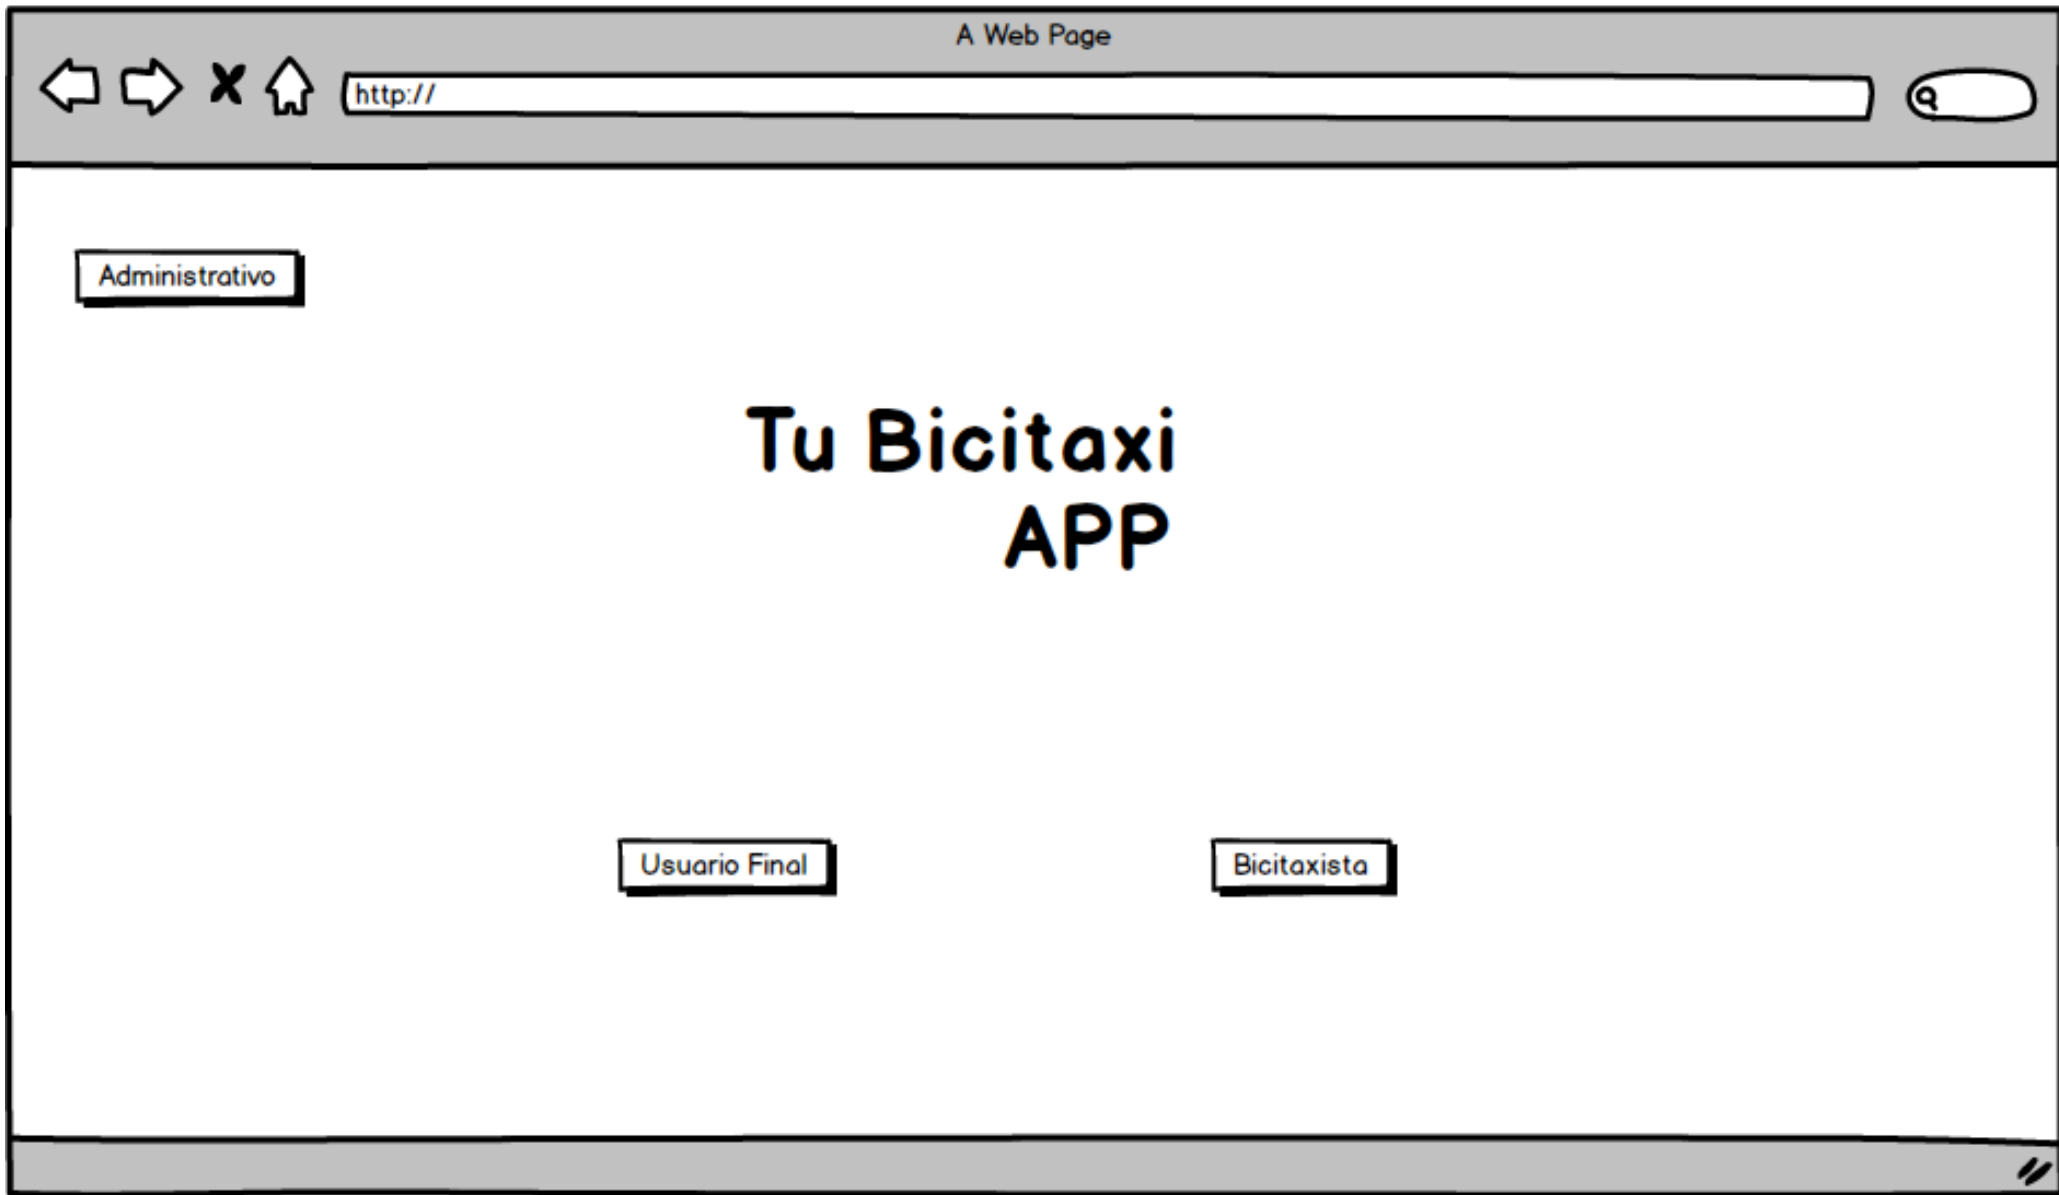 A Web Page
http://
Administrativo
Tu Bicitaxi
APP
Usuario Final
Bicitaxista